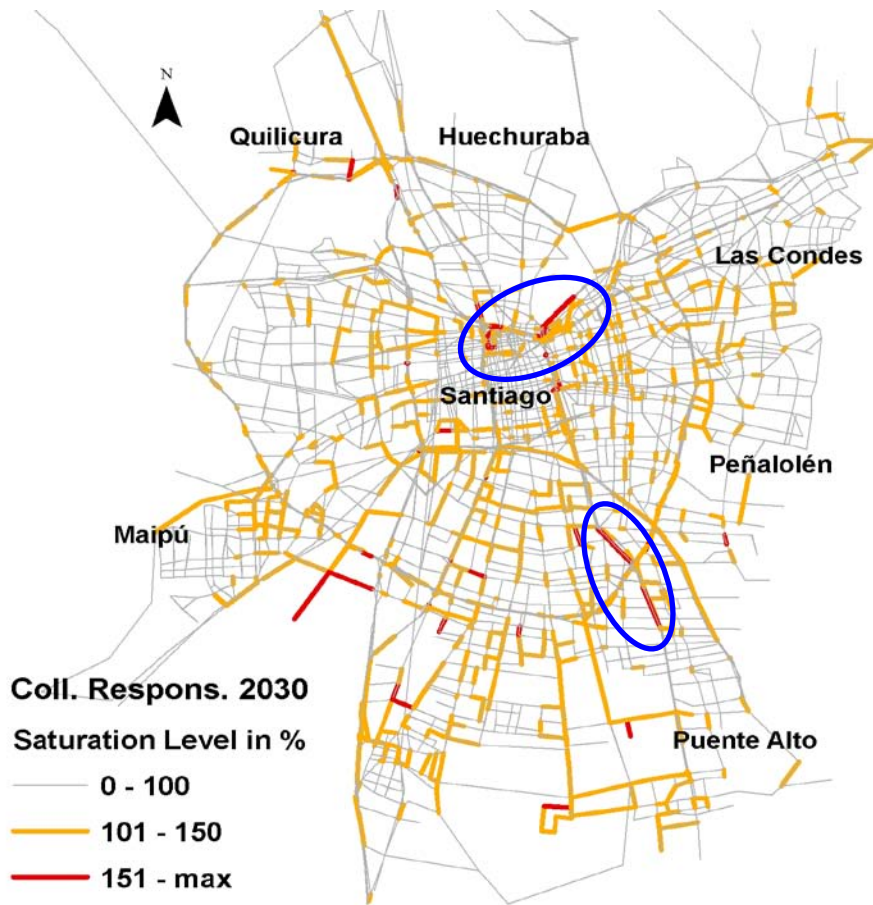 N
Quilicura
Huechuraba
Las Condes
Santiago
Peñalolén
Maipú
Puente Alto
Coll. Respons. 2030
Saturation Level in %
0 - 100
101 - 150
151 - max